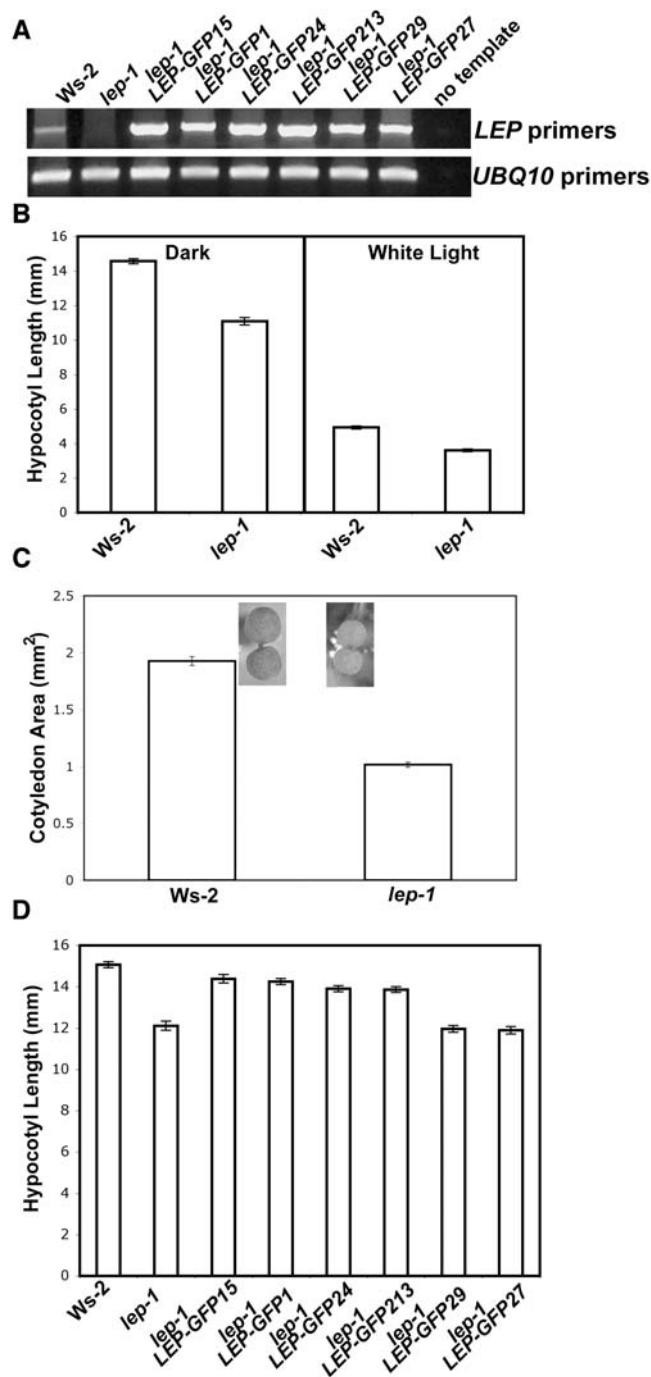 A
Ws-2
lep-1
lep-1
LEP-GFP15
lep-1
LEP-GFP1
lep-1
LEP-GFP24
lep-1
LEP-GFP213
lep-1
LEP-GFP29
lep-1
LEP-GFP27
no template
LEP primers
UBQ10 primers
B
Hypocotyl Length (mm)
16
14
12
10
8
6
4
2
0
Dark
White Light
Ws-2
lep-1
Ws-2
lep-1
C
Cotyledon Area (mm²)
2.5
2
1.5
1
0.5
0
Ws-2
lep-1
D
Hypocotyl Length (mm)
16
14
12
10
8
6
4
2
0
Ws-2
lep-1
lep-1
LEP-GFP15
lep-1
LEP-GFP1
lep-1
LEP-GFP24
lep-1
LEP-GFP213
lep-1
LEP-GFP29
lep-1
LEP-GFP27